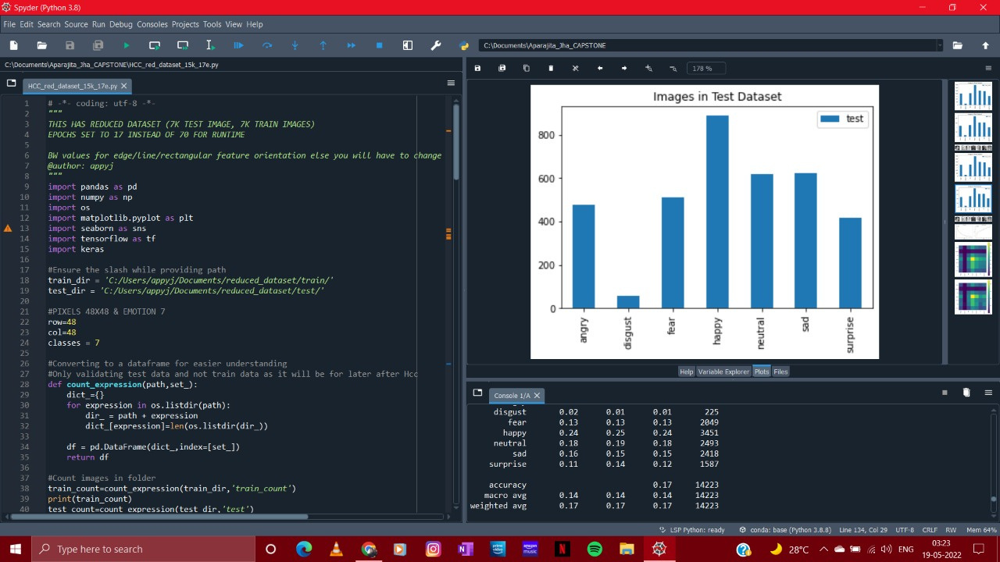 Spyder (Python 3.8)
File Edit Search Source Run Debug Consoles Projects Tools View Help
C:\Documents\Aparajita_Jha_CAPSTONE
C:\Documents\Aparajita_Jha_CAPSTONE\HCC_red_dataset_15k_17e.py
HCC_red_dataset_15k_17e.py
1 # -*- coding: utf-8 -*-
2 """
3 THIS HAS REDUCED DATASET (7K TEST IMAGE, 7K TRAIN IMAGES)
4 EPOCHS SET TO 17 INSTEAD OF 70 FOR RUNTIME
5
6 BW values for edge/line/rectangular feature orientation else you will have to change
7 @author: appyj
8 """
9 import pandas as pd
10 import numpy as np
11 import os
12 import matplotlib.pyplot as plt
13 import seaborn as sns
14 import tensorflow as tf
15 import keras
16
17 #Ensure the slash while providing path
18 train_dir = 'C:/Users/appyj/Documents/reduced_dataset/train/'
19 test_dir = 'C:/Users/appyj/Documents/reduced_dataset/test/'
20
21 #PIXELS 48X48 & EMOTION 7
22 row=48
23 col=48
24 classes = 7
25
26 #Converting to a dataframe for easier understanding
27 #Only validating test data and not train data as it will be for later after Hcc
28 def count_expression(path,set_):
29 dict_={}
30 for expression in os.listdir(path):
31 dir_ = path + expression
32 dict_[expression]=len(os.listdir(dir_))
33
34 df = pd.DataFrame(dict_,index=[set_])
35 return df
36
37 #Count images in folder
38 train_count=count_expression(train_dir,'train_count')
39 print(train_count)
40 test_count=count_expression(test_dir,'test')
178 %
Images in Test Dataset
test
800
600
400
200
0
angry disgust fear happy neutral sad surprise
Help Variable Explorer Plots Files
Console 1/A
disgust 0.02 0.01 0.01 225
fear 0.13 0.13 0.13 2049
happy 0.24 0.25 0.24 3451
neutral 0.18 0.19 0.18 2493
sad 0.16 0.15 0.15 2418
surprise 0.11 0.14 0.12 1587
accuracy 0.17 14223
macro avg 0.14 0.14 0.14 14223
weighted avg 0.17 0.17 0.17 14223
LSP Python: ready conda: base (Python 3.8.8) Line 134, Col 29 UTF-8 CRLF RW Mem 64%
Type here to search
prime video
amazon music
28°C
ENG
03:23
19-05-2022